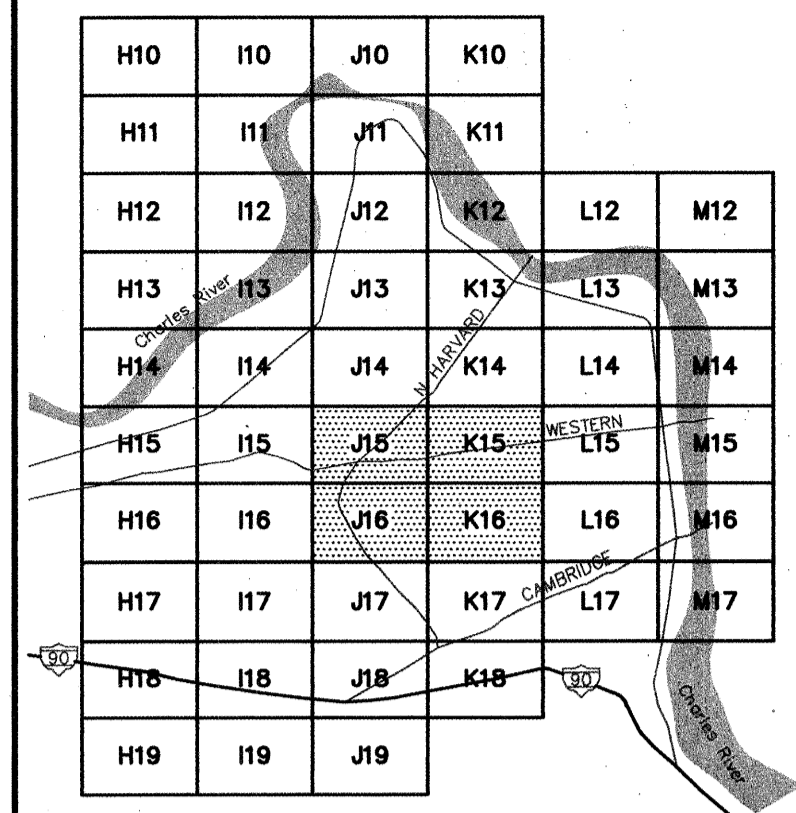 H10 I10 J10 K10
H11 I11 J11 K11
H12 I12 J12 K12 L12 M12
H13 I13 J13 K13 L13 M13
Charles River
N HARVARD
H14 I14 J14 K14 L14 M14
WESTERN
H15 I15 J15 K15 L15 M15
H16 I16 J16 K16 L16 M16
CAMBRIDGE
H17 I17 J17 K17 L17 M17
90
H18 I18 J18 K18
90
Charles River
H19 I19 J19